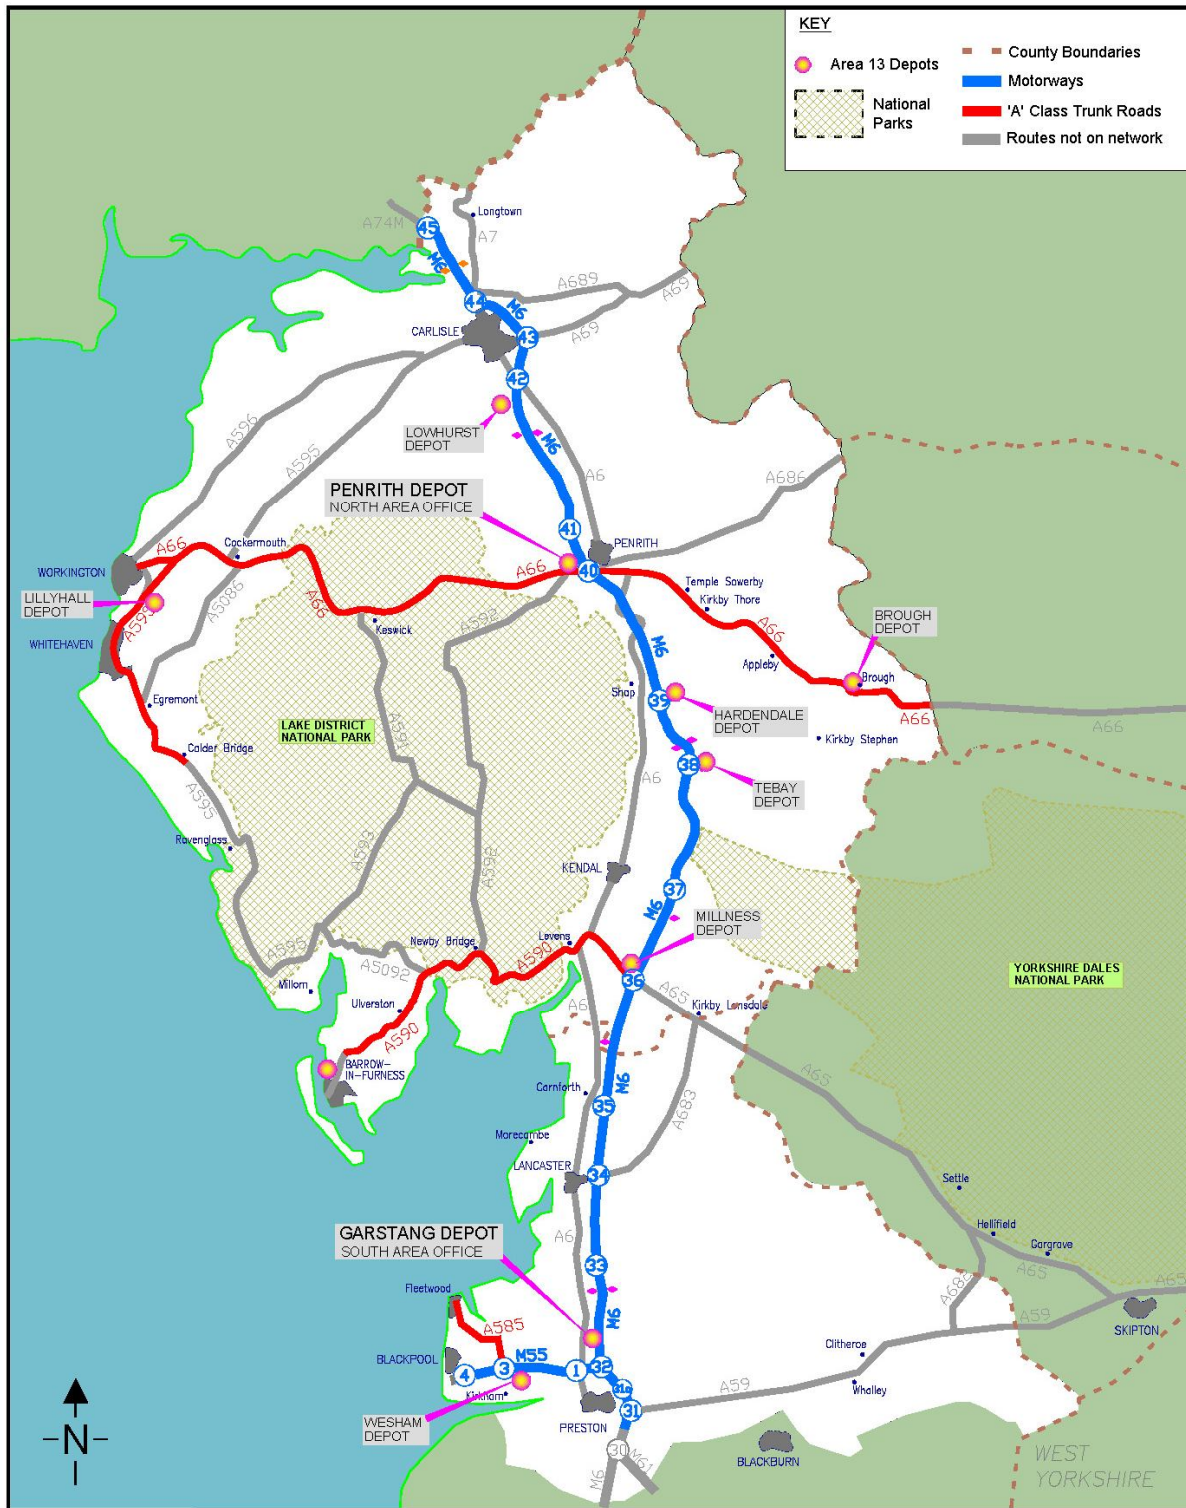 KEY
Area 13 Depots
National
Parks
County Boundaries
Motorways
'A' Class Trunk Roads
Routes not on network
Longtown
A74M
45
A7
M6
A689
A69
44
M6
CARLISLE
43
A69
42
LOWHURST
DEPOT
M6
A596
A595
A6
A686
PENRITH DEPOT
NORTH AREA OFFICE
41
PENRITH
A66
Cockermouth
WORKINGTON
A66
40
Temple Sowerby
Kirkby Thore
LILLYHALL
DEPOT
A595
A5086
A66
Keswick
A592
A66
BROUGH
DEPOT
WHITEHAVEN
M6
Appleby
Brough
Egremont
Shap
39
HARDENDALE
DEPOT
A66
A66
LAKE DISTRICT
NATIONAL PARK
A591
Kirkby Stephen
Calder Bridge
38
A6
TEBAY
DEPOT
A595
Ravenglass
A593
A592
KENDAL
37
M6
MILLNESS
DEPOT
A595
Newby Bridge
Levens
A590
A5092
Millom
36
YORKSHIRE DALES
NATIONAL PARK
Ulverston
A6
A65
Kirkby Lonsdale
A590
BARROW-
IN-FURNESS
M6
A65
Carnforth
35
A683
Morecambe
LANCASTER
34
Settle
GARSTANG DEPOT
SOUTH AREA OFFICE
A6
Hellifield
Gargrave
33
A65
A65
Fleetwood
M6
A682
A59
A585
SKIPTON
BLACKPOOL
M55
Clitheroe
4
3
1
32
Kirkham
31a
A59
Whalley
WESHAM
DEPOT
PRESTON
31
30
M61
M6
BLACKBURN
WEST
YORKSHIRE
N